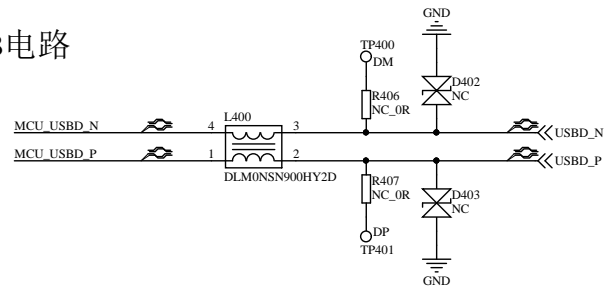 GND
电路
TP400
DM
D402
NC
R406
NC_0R
L400
MCU_USBD_N
4
3
USBD_N
MCU_USBD_P
1
2
USBD_P
DLM0NSN900HY2D
R407
NC_0R
D403
NC
DP
TP401
GND